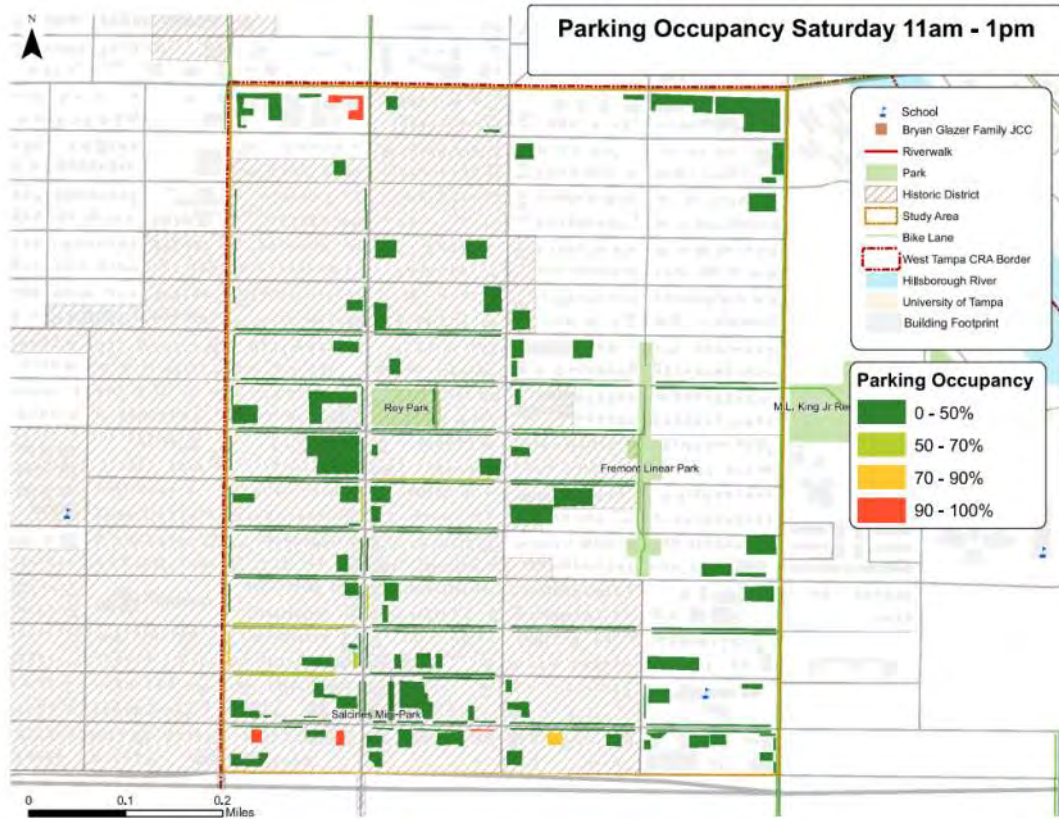 Parking Occupancy Saturday 11am - 1pm
N
School
Bryan Glazer Family JCC
Riverwalk
Park
Historic District
Study Area
Bike Lane
West Tampa CRA Border
Hillsborough River
University of Tampa
Building Footprint
Parking Occupancy
0 - 50%
50 - 70%
70 - 90%
90 - 100%
Roy Park
M.L. King Jr Re
Fremont Linear Park
Salcines Mini-Park
0 0.1 0.2
Miles